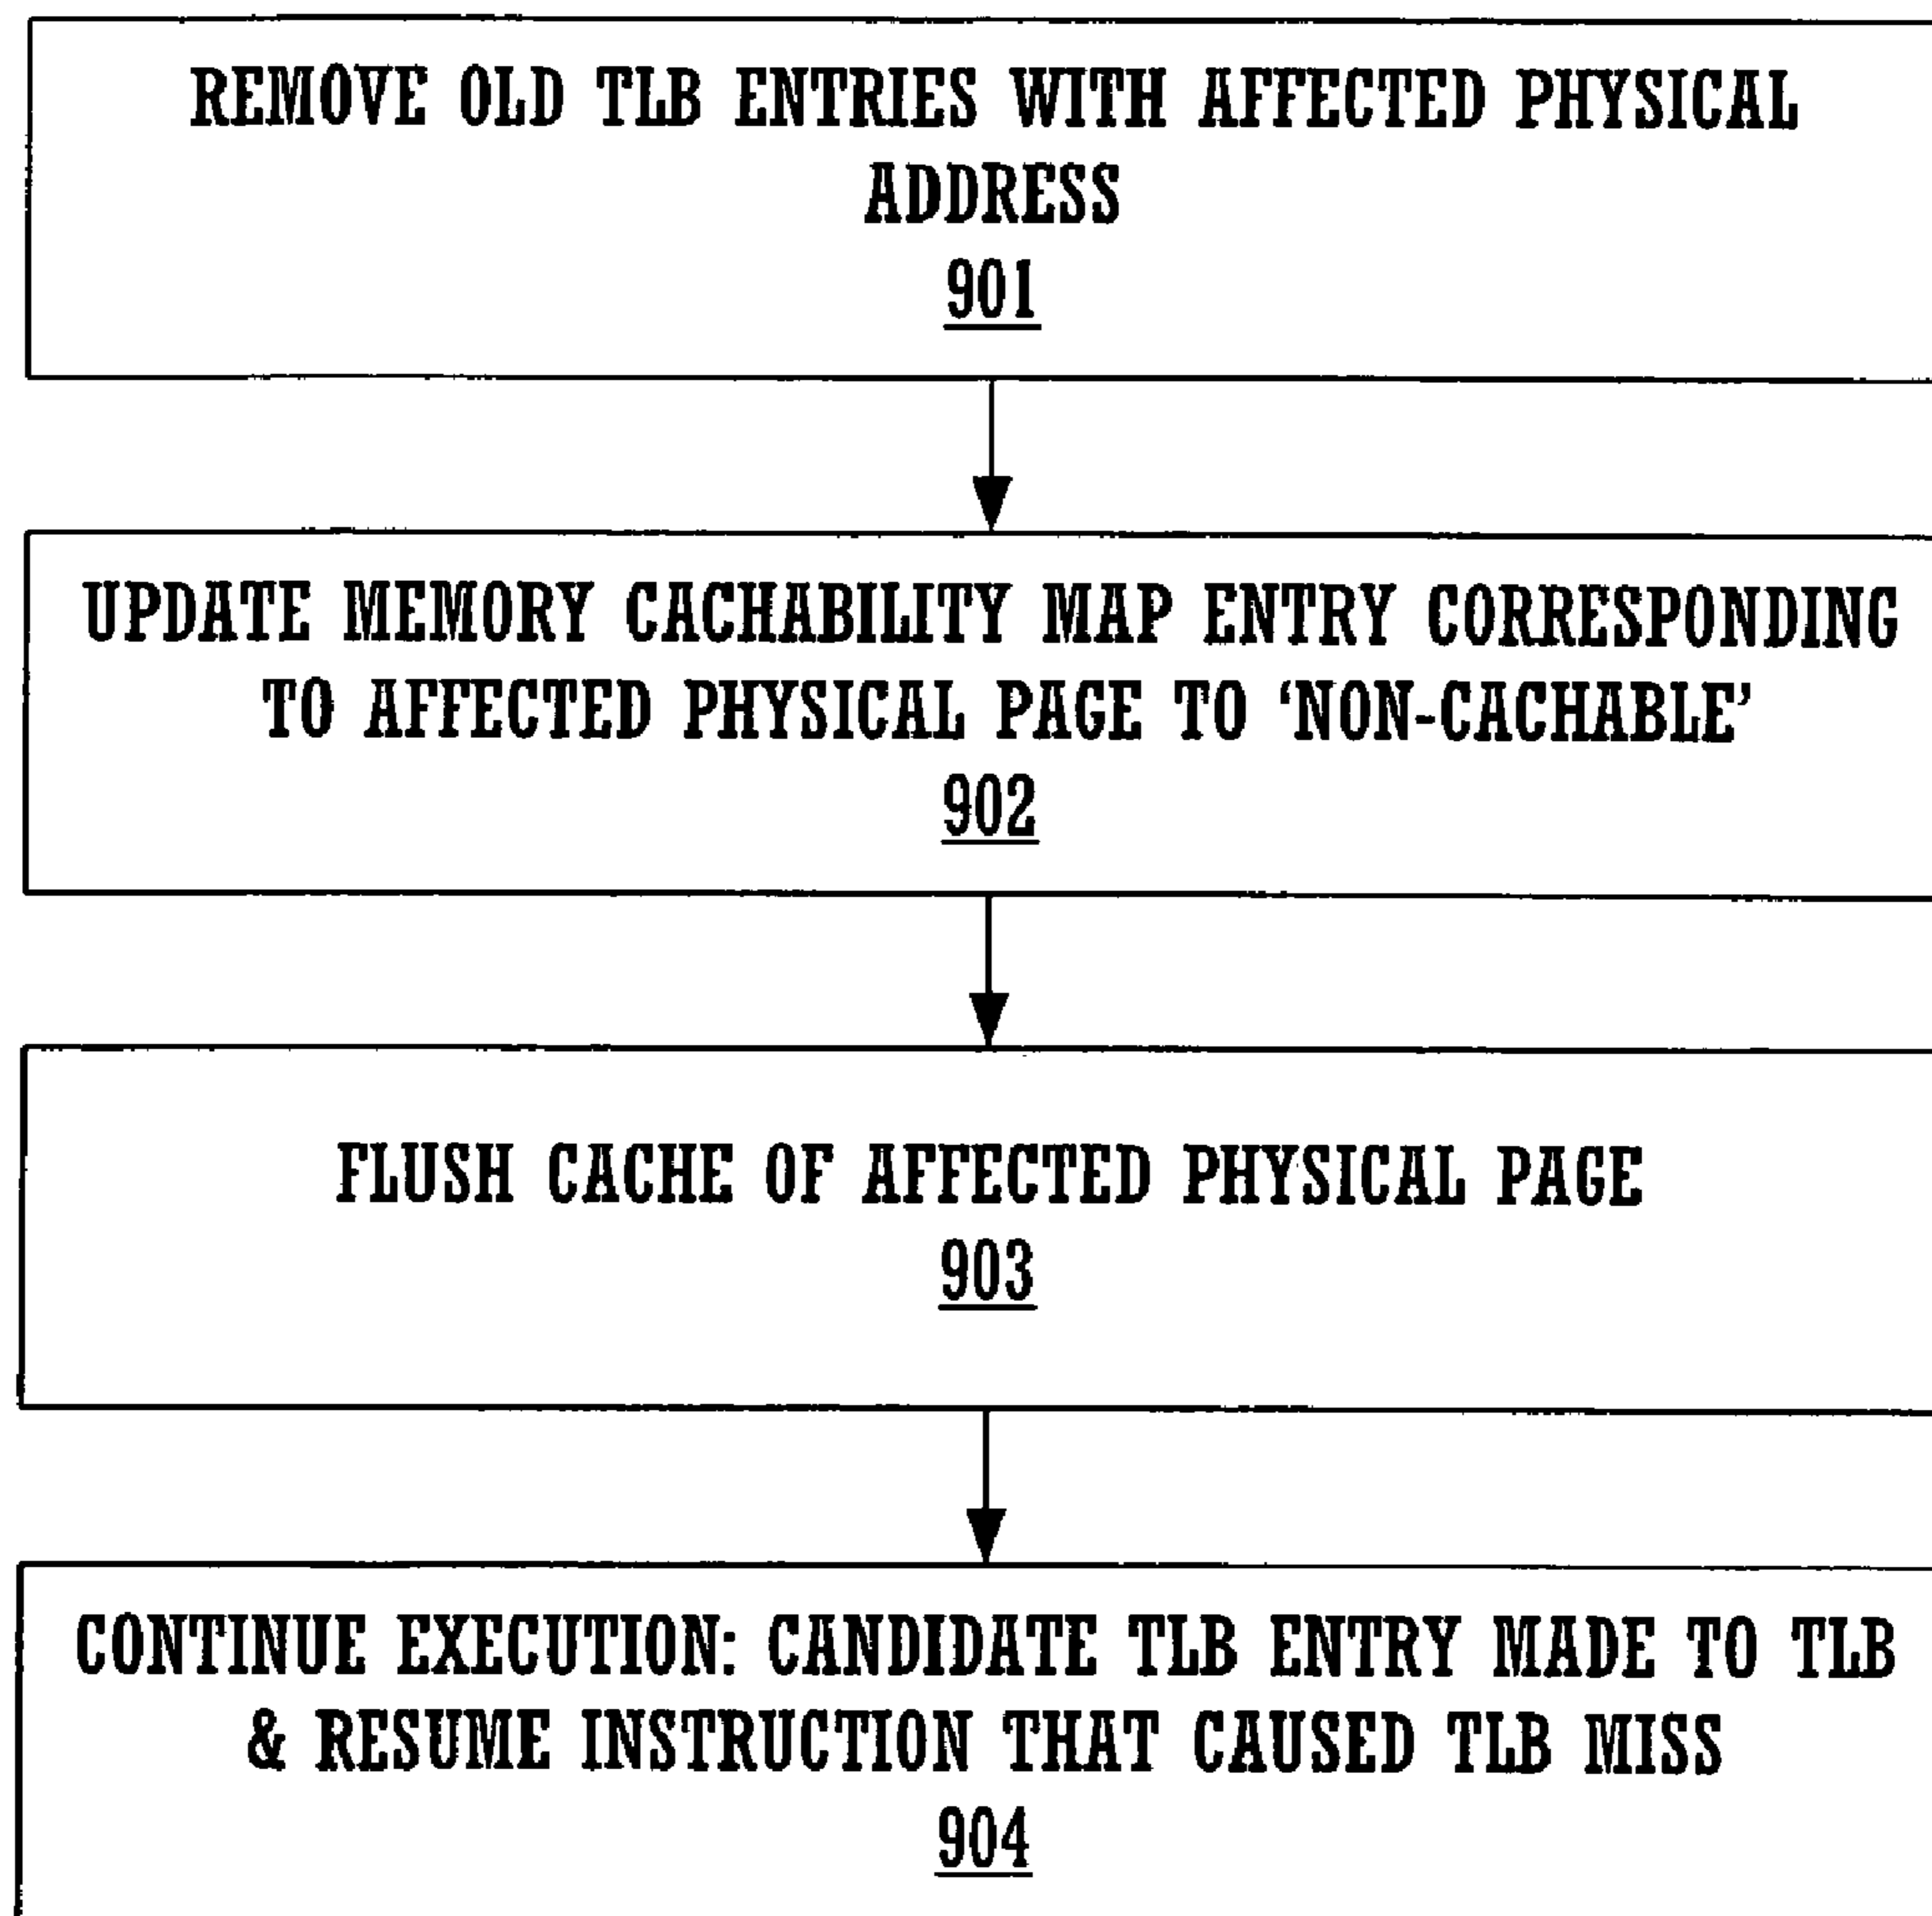 REMOVE OLD TLB ENTRIES WITH AFFECTED PHYSICAL
ADDRESS
901
UPDATE MEMORY CACHABILITY MAP ENTRY CORRESPONDING
TO AFFECTED PHYSICAL PAGE TO ‘NON-CACHABLE’
902
FLUSH CACHE OF AFFECTED PHYSICAL PAGE
903
CONTINUE EXECUTION: CANDIDATE TLB ENTRY MADE TO TLB
& RESUME INSTRUCTION THAT CAUSED TLB MISS
904